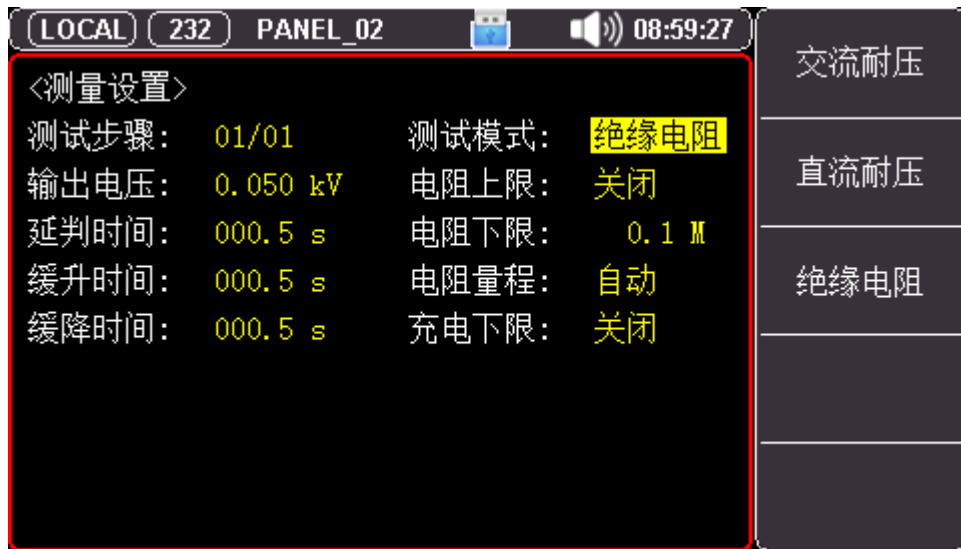 LOCAL 232 PANEL_02 08:59:27
<测量设置>
测试步骤: 01/01 测试模式: 绝缘电阻
输出电压: 0.050 kV 电阻上限: 关闭
延判时间: 000.5 s 电阻下限: 0.1 M
缓升时间: 000.5 s 电阻量程: 自动
缓降时间: 000.5 s 充电下限: 关闭
交流耐压
直流耐压
绝缘电阻